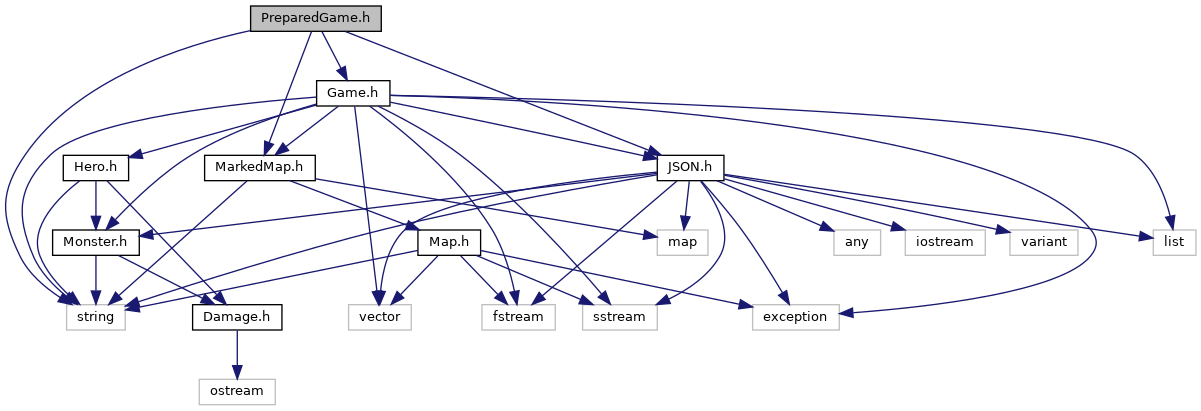 PreparedGame.h
Game.h
Hero.h
MarkedMap.h
JSON.h
Monster.h
Map.h
map
any
iostream
variant
list
string
Damage.h
vector
fstream
sstream
exception
ostream